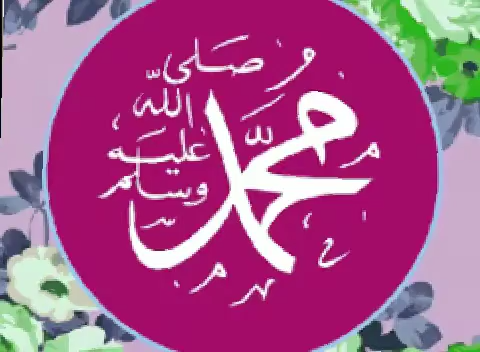 محمد
صلى
الله
عليه
وسلم